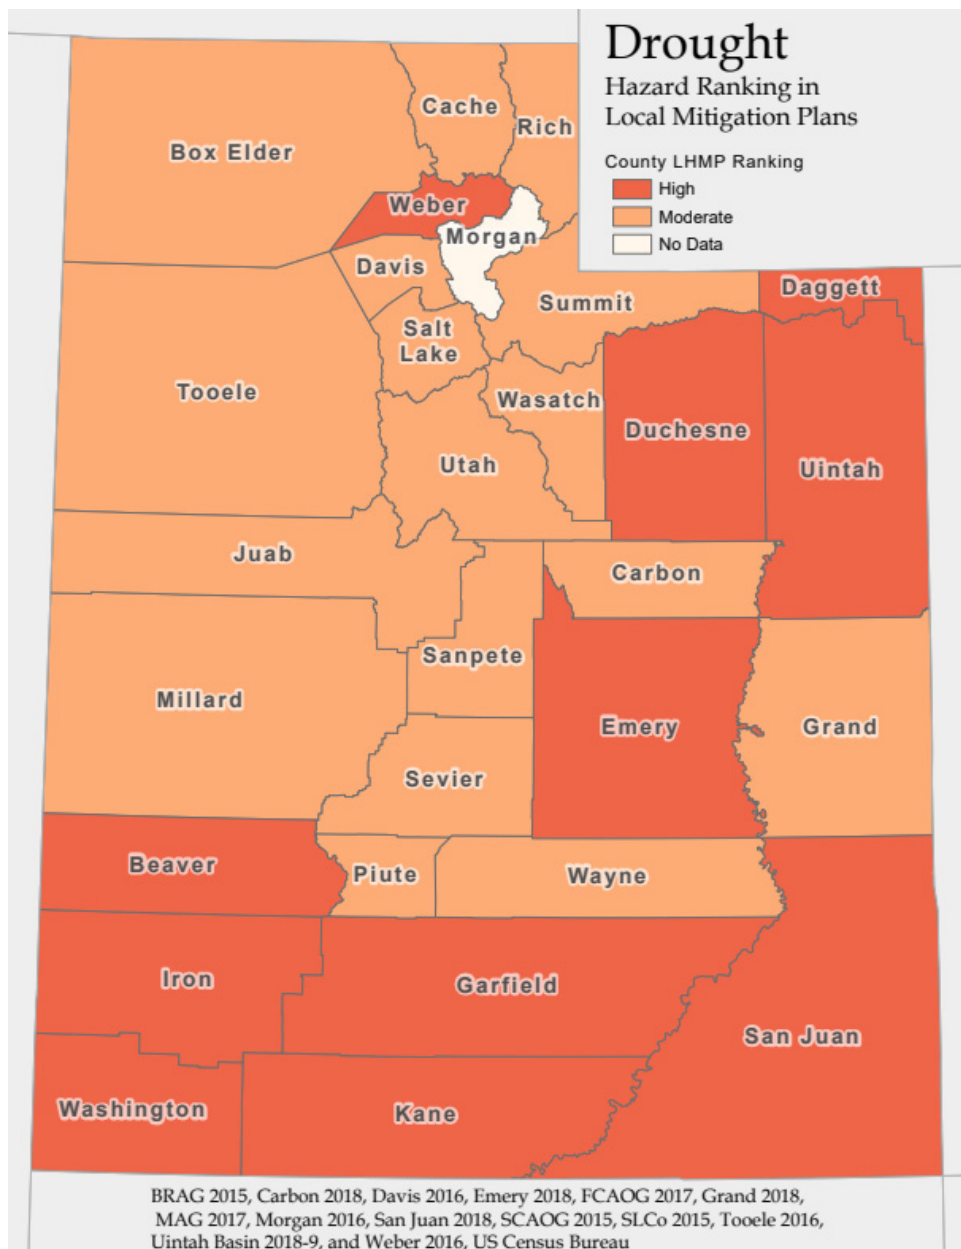 Drought
Hazard Ranking in
Local Mitigation Plans
County LHMP Ranking
High
Moderate
No Data
Cache
Rich
Box Elder
Weber
Morgan
Davis
Daggett
Summit
Salt
Lake
Tooele
Wasatch
Duchesne
Utah
Uintah
Juab
Carbon
Sanpete
Millard
Emery
Grand
Sevier
Beaver
Piute
Wayne
Iron
Garfield
San Juan
Washington
Kane
BRAG 2015, Carbon 2018, Davis 2016, Emery 2018, FCAOG 2017, Grand 2018,
MAG 2017, Morgan 2016, San Juan 2018, SCAOG 2015, SLCo 2015, Tooele 2016,
Uintah Basin 2018-9, and Weber 2016, US Census Bureau